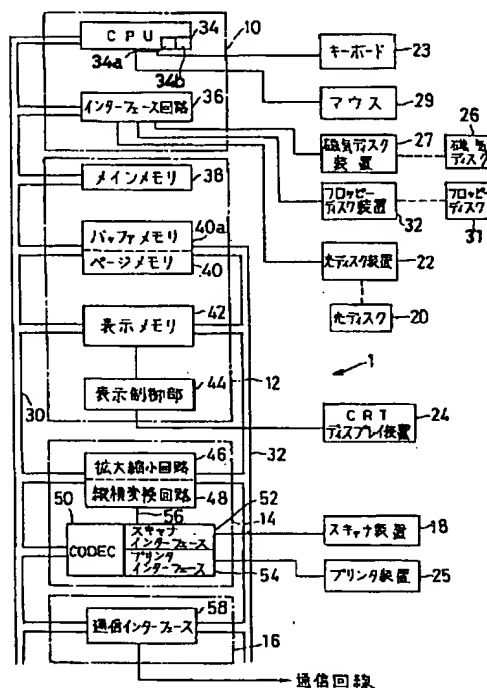 CPU
34
10
34a
34b
キーボード
23
マウス
29
インターフェース回路
36
磁気ディスク
装置
27
磁気
ディスク
26
メインメモリ
38
フロッピー
ディスク装置
32
フロッピー
ディスク
31
バッファメモリ
40a
ページメモリ
40
光ディスク装置
22
光ディスク
20
表示メモリ
42
1
表示制御部
44
12
30
32
CRT
ディスプレイ装置
24
拡大縮小回路
46
縦横変換回路
48
14
50
56
52
CODEC
スキャナ
インターフェース
プリンタ
インターフェース
54
スキャナ装置
18
プリンタ装置
25
58
通信インターフェース
16
通信回線